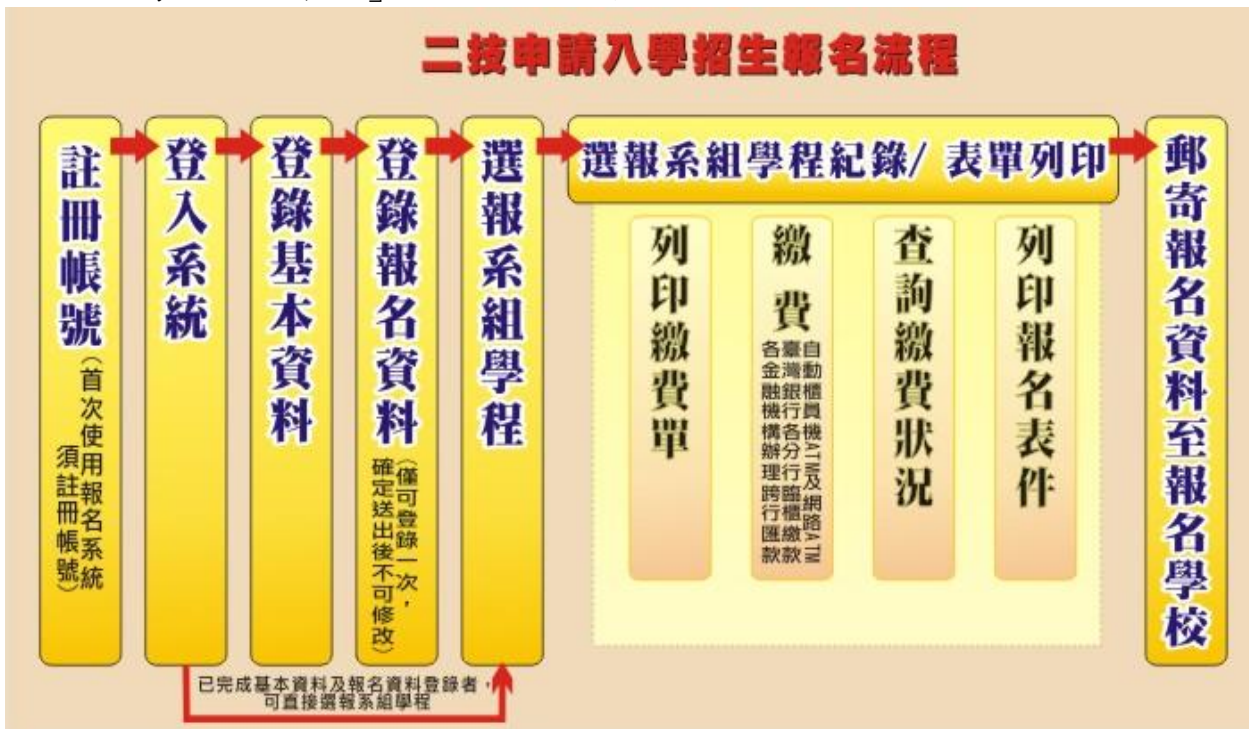 二技申請入學招生報名流程
註冊帳號
（首次使用報名系統
須註冊帳號）
登入系統
登錄基本資料
登錄報名資料
（僅可登錄一次，
確定送出後不可修改）
選報系組學程
選報系組學程紀錄/ 表單列印
列印繳費單
繳 費
自動櫃員機ATM及網路ATM
臺灣銀行各分行臨櫃繳款
各金融機構辦理跨行匯款
查詢繳費狀況
列印報名表件
郵寄報名資料至報名學校
已完成基本資料及報名資料登錄者，
可直接選報系組學程